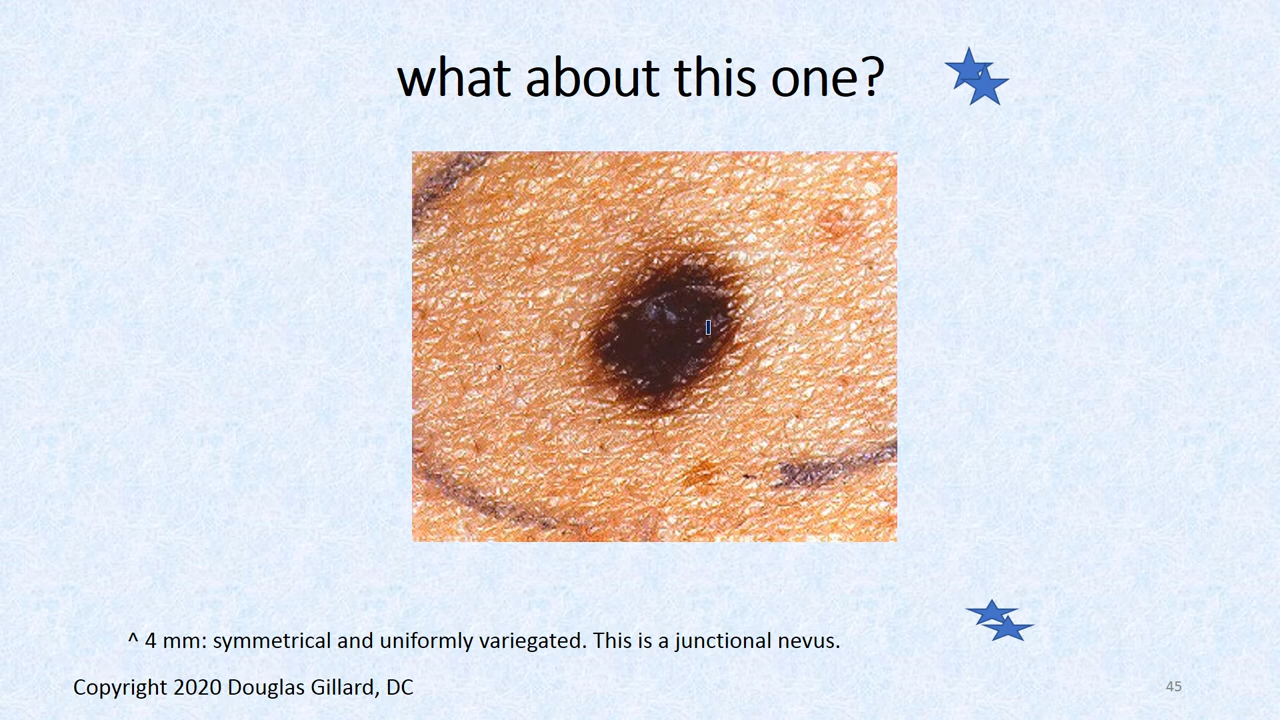 what about this one?
^ 4 mm: symmetrical and uniformly variegated. This is a junctional nevus.
Copyright 2020 Douglas Gillard, DC
45